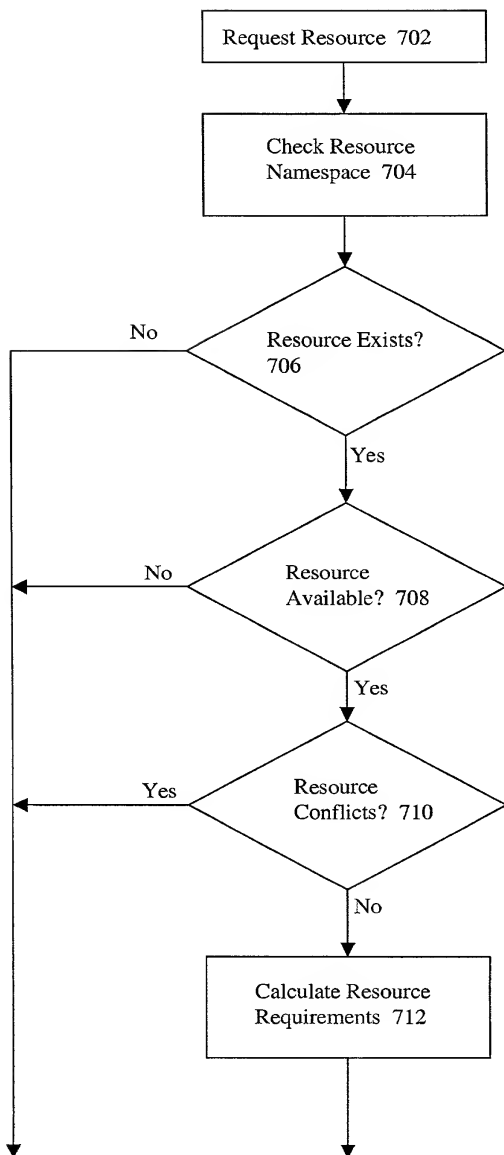 Request Resource 702
Check Resource
Namespace 704
No
Resource Exists?
706
Yes
No
Resource
Available? 708
Yes
Yes
Resource
Conflicts? 710
No
Calculate Resource
Requirements 712